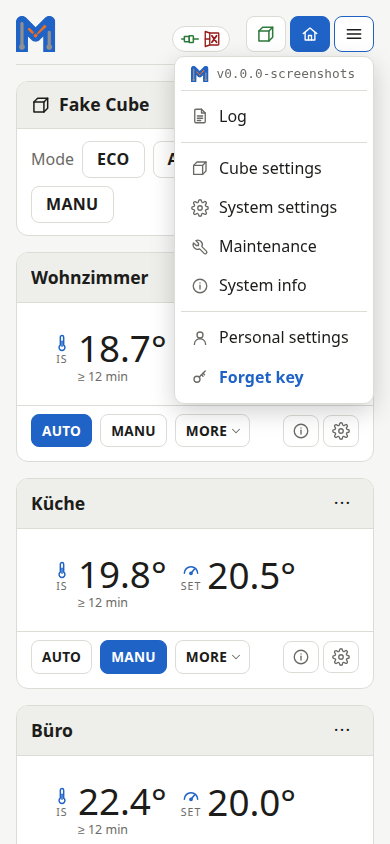 v0.0.0-screenshots
Log
Cube settings
System settings
Maintenance
System info
Personal settings
Forget key
Fake Cube
Mode ECO A
MANU
Wohnzimmer
IS 18.7°
≥ 12 min
AUTO MANU MORE
Küche ...
IS 19.8° SET 20.5°
≥ 12 min
AUTO MANU MORE
Büro ...
IS 22.4° SET 20.0°
≥ 12 min